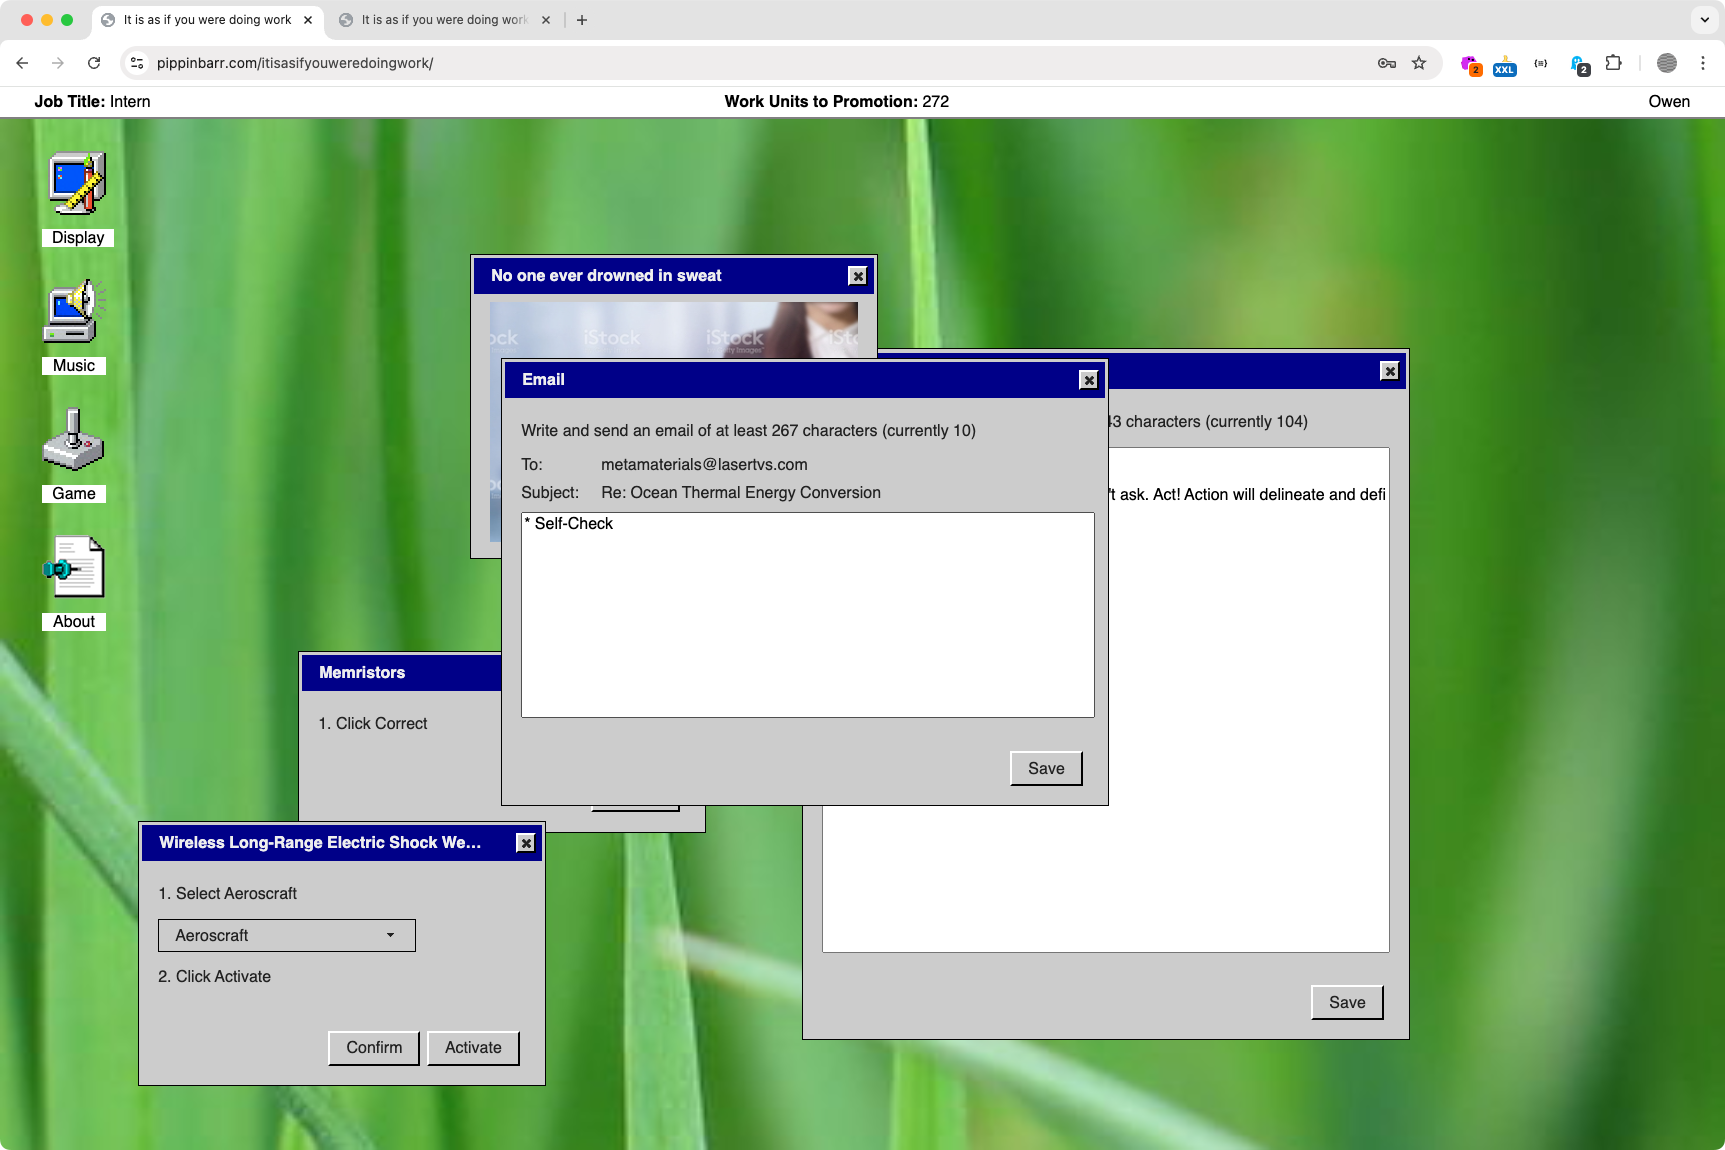 It is as if you were doing work
It is as if you were doing work
pippinbarr.com/itisasifyouweredoingwork/
2
XXL
2
Job Title: Intern
Work Units to Promotion: 272
Owen
Display
Music
Game
About
No one ever drowned in sweat
iStock
iStock
Email
Write and send an email of at least 267 characters (currently 10)
To: metamaterials@lasertvs.com
Subject: Re: Ocean Thermal Energy Conversion
* Self-Check
Save
43 characters (currently 104)
't ask. Act! Action will delineate and defi
Save
Memristors
1. Click Correct
Wireless Long-Range Electric Shock We...
1. Select Aeroscraft
Aeroscraft
2. Click Activate
Confirm
Activate